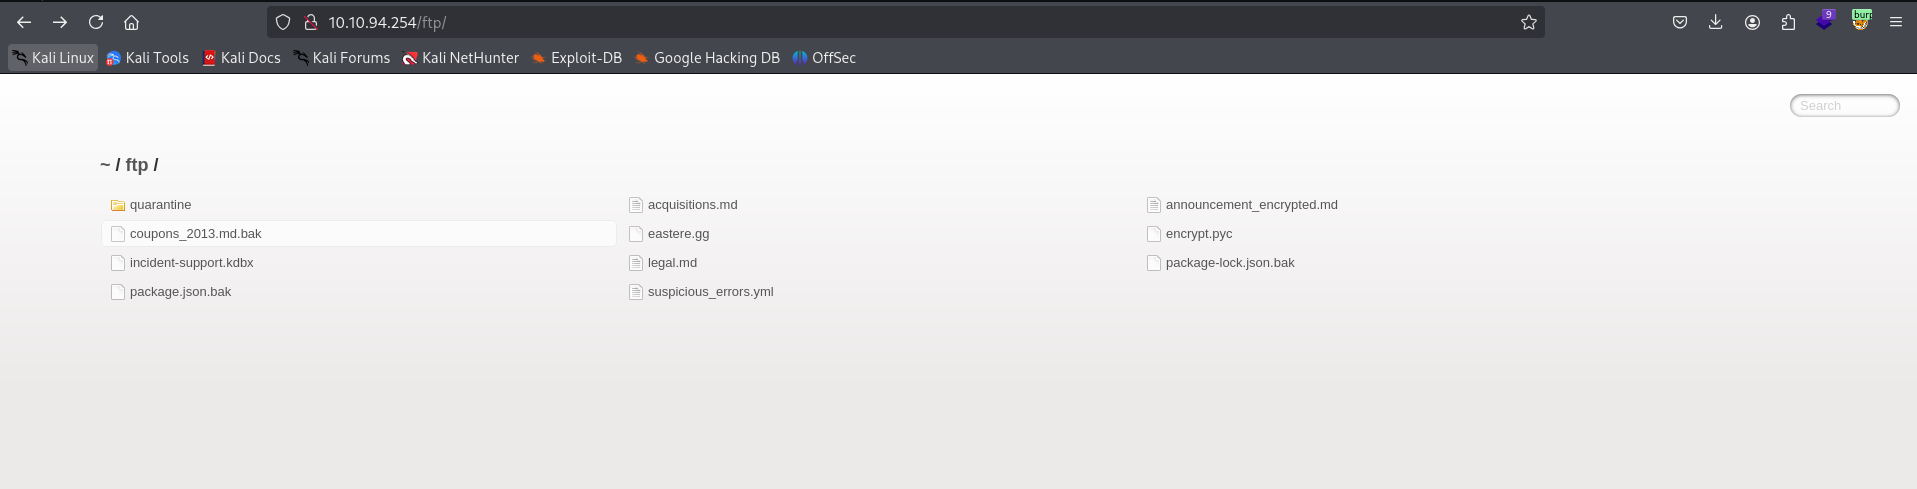 10.10.94.254/ftp/
9
burp
Kali Linux Kali Tools Kali Docs Kali Forums Kali NetHunter Exploit-DB Google Hacking DB OffSec
Search
~ / ftp /
quarantine acquisitions.md announcement_encrypted.md
coupons_2013.md.bak eastere.gg encrypt.pyc
incident-support.kdbx legal.md package-lock.json.bak
package.json.bak suspicious_errors.yml